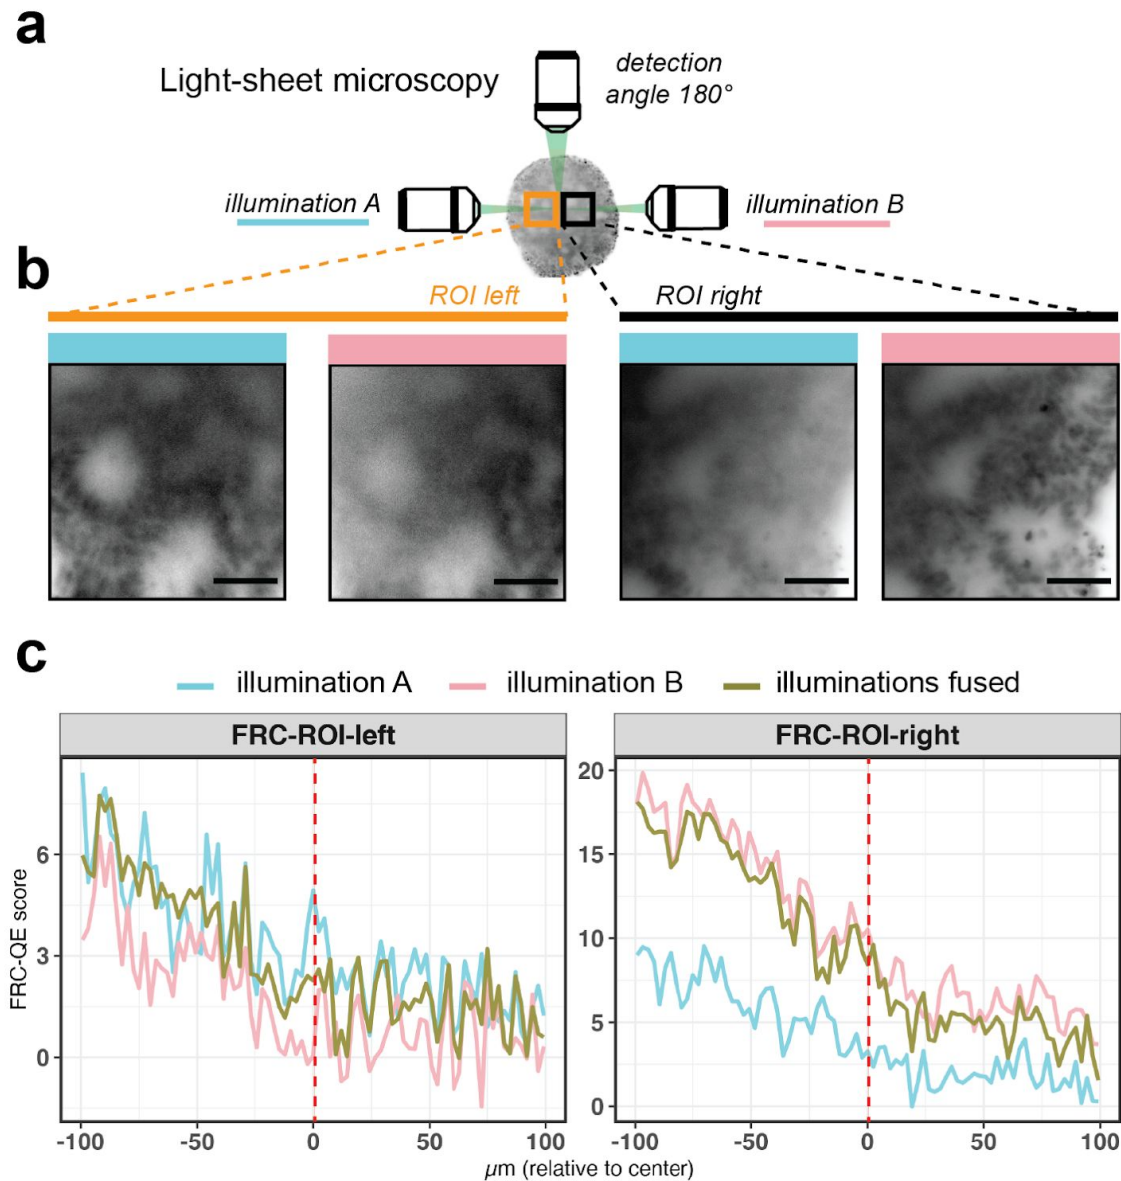 a
Light-sheet microscopy
detection
angle 180°
illumination A
illumination B
b
ROI left
ROI right
c
illumination A
illumination B
illuminations fused
FRC-ROI-left
FRC-ROI-right
FRC-QE score
6
3
0
20
15
10
5
0
-100
-50
0
50
100
-100
-50
0
50
100
µm (relative to center)